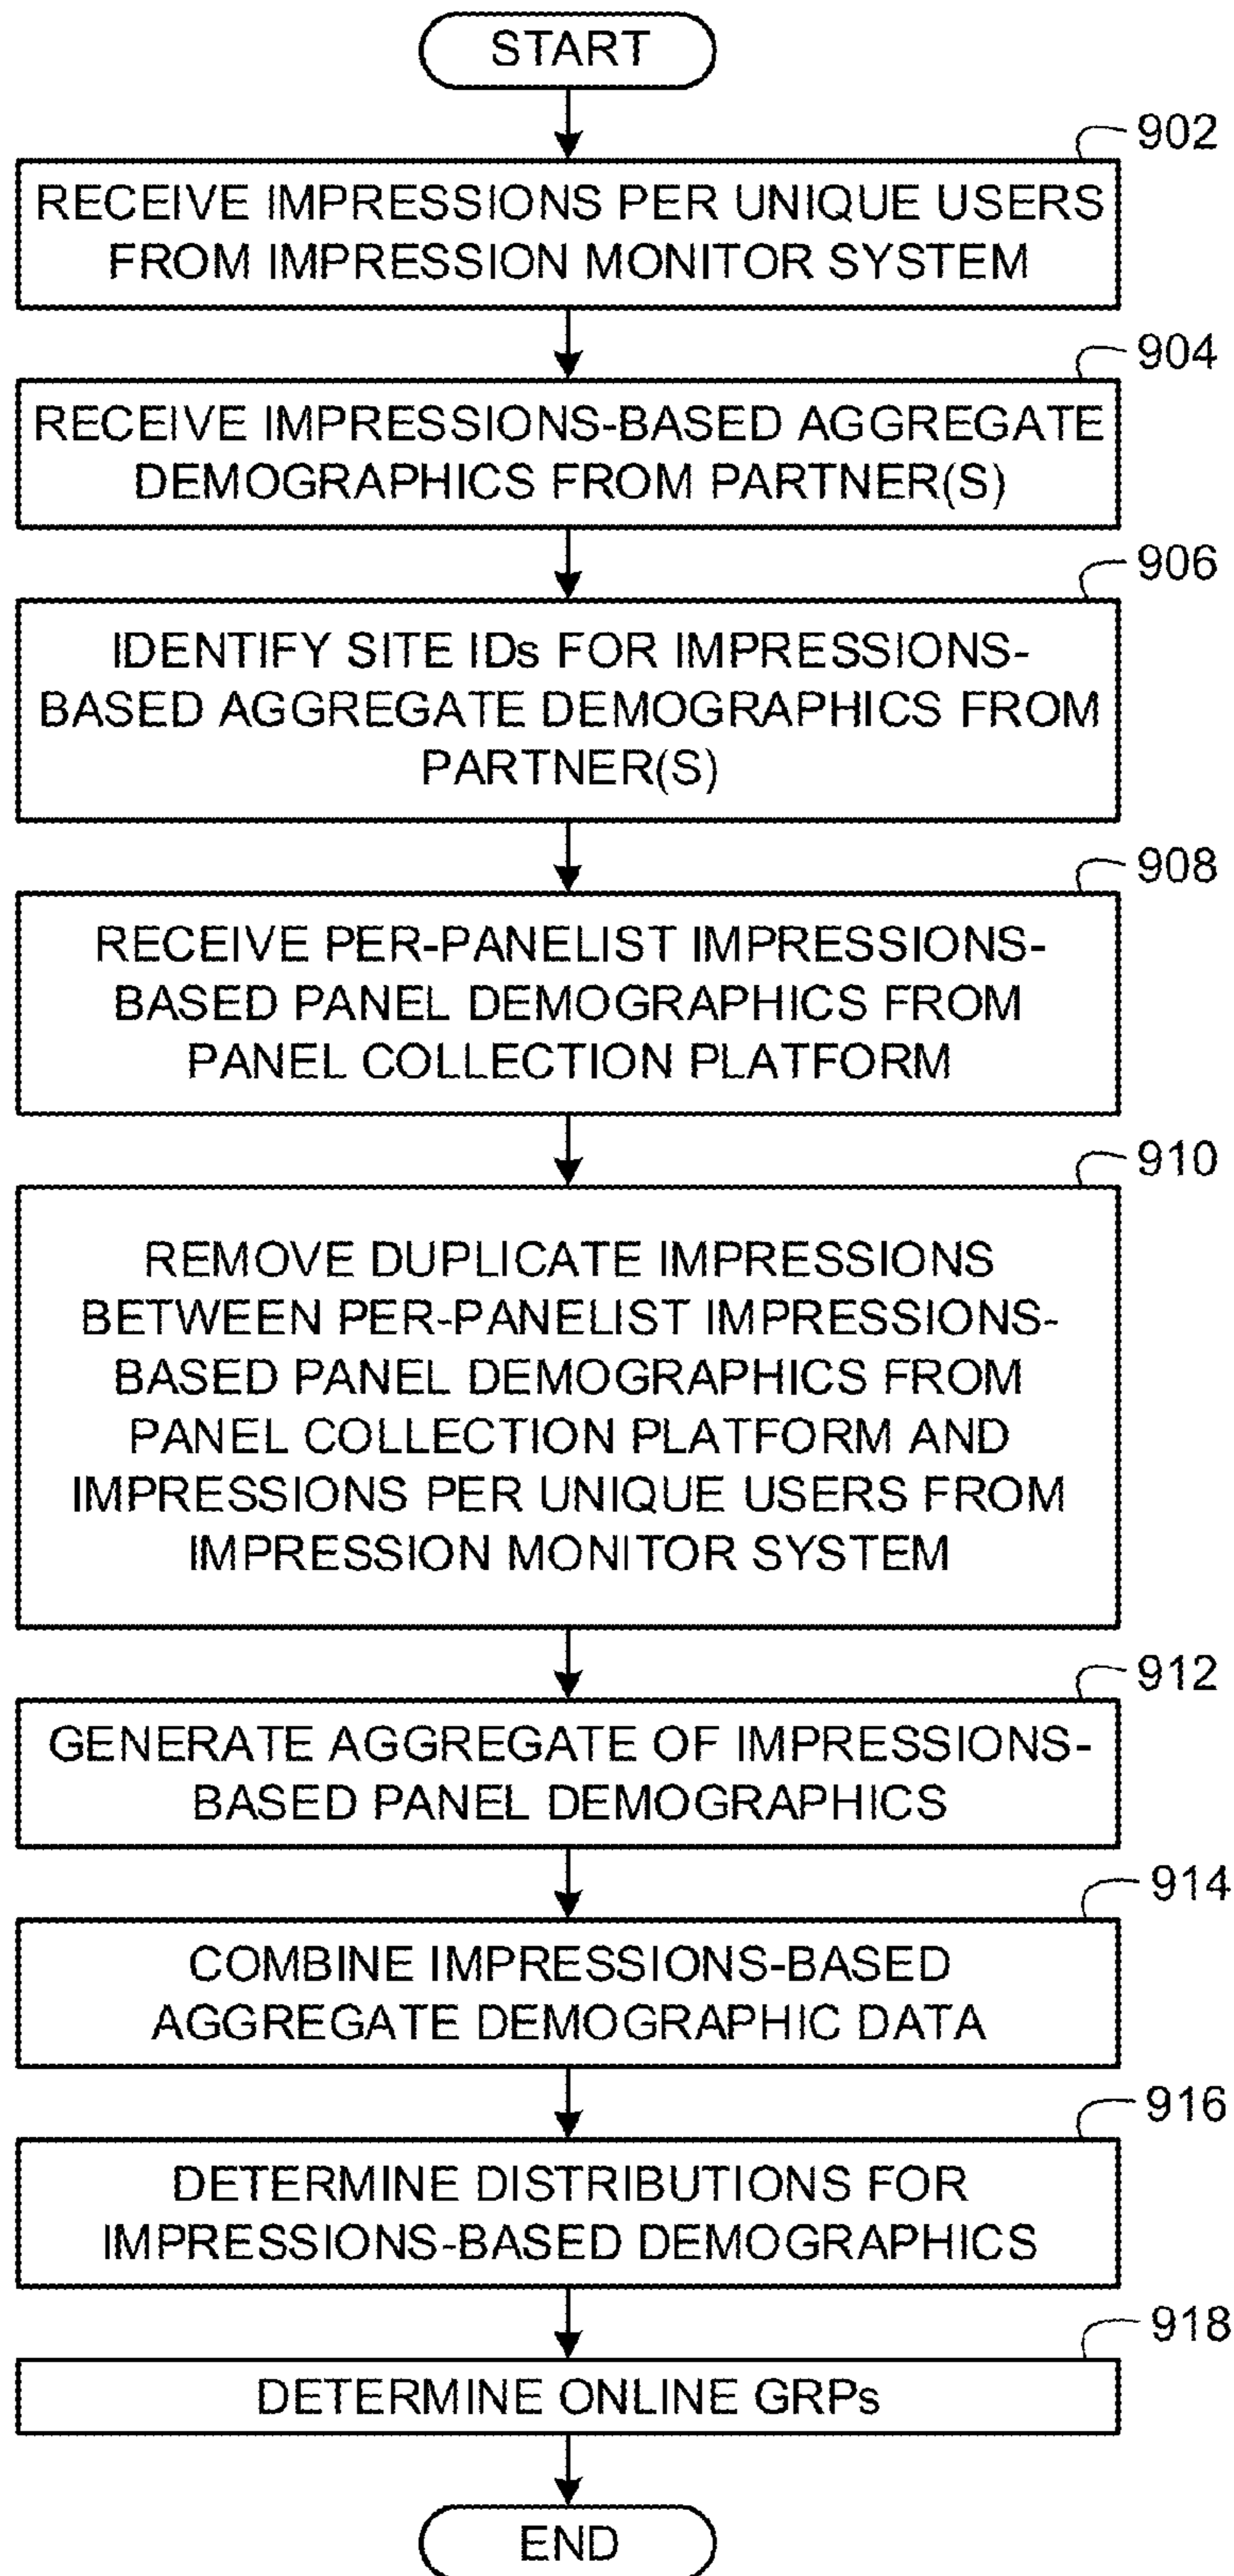 START
902
RECEIVE IMPRESSIONS PER UNIQUE USERS
FROM IMPRESSION MONITOR SYSTEM
904
RECEIVE IMPRESSIONS-BASED AGGREGATE
DEMOGRAPHICS FROM PARTNER(S)
906
IDENTIFY SITE IDs FOR IMPRESSIONS-
BASED AGGREGATE DEMOGRAPHICS FROM
PARTNER(S)
908
RECEIVE PER-PANELIST IMPRESSIONS-
BASED PANEL DEMOGRAPHICS FROM
PANEL COLLECTION PLATFORM
910
REMOVE DUPLICATE IMPRESSIONS
BETWEEN PER-PANELIST IMPRESSIONS-
BASED PANEL DEMOGRAPHICS FROM
PANEL COLLECTION PLATFORM AND
IMPRESSIONS PER UNIQUE USERS FROM
IMPRESSION MONITOR SYSTEM
912
GENERATE AGGREGATE OF IMPRESSIONS-
BASED PANEL DEMOGRAPHICS
914
COMBINE IMPRESSIONS-BASED
AGGREGATE DEMOGRAPHIC DATA
916
DETERMINE DISTRIBUTIONS FOR
IMPRESSIONS-BASED DEMOGRAPHICS
918
DETERMINE ONLINE GRPs
END